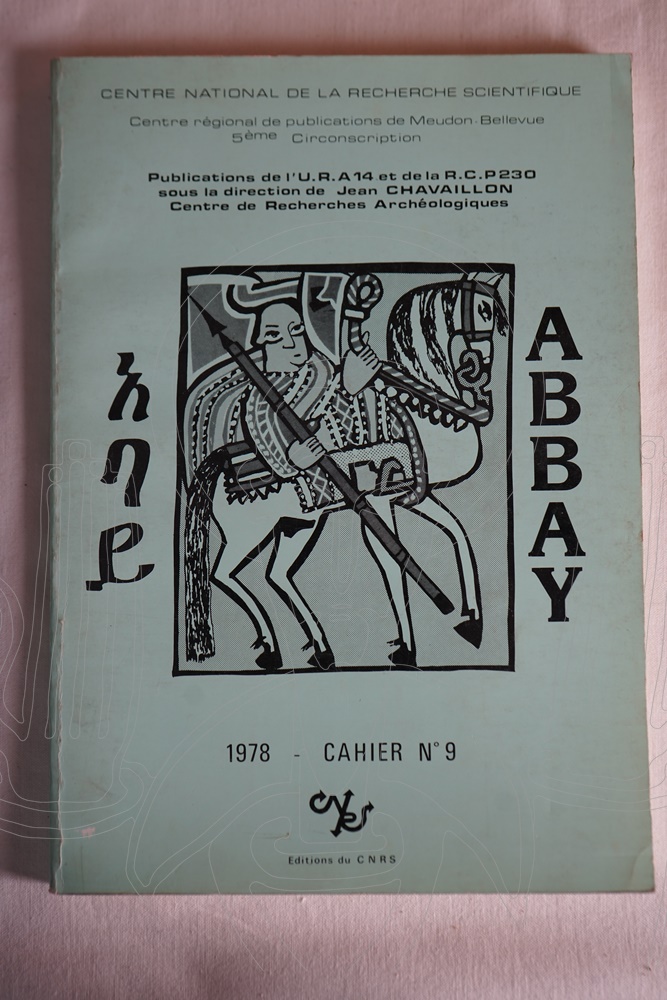 CENTRE NATIONAL DE LA RECHERCHE SCIENTIFIQUE
Centre régional de publications de Meudon-Bellevue
5ème Circonscription
Publications de l'U.R.A14 et de la R.C.P230
sous la direction de Jean CHAVAILLON
Centre de Recherches Archéologiques
አባይ
ABBAY
1978 - CAHIER N° 9
cnrs
Editions du CNRS